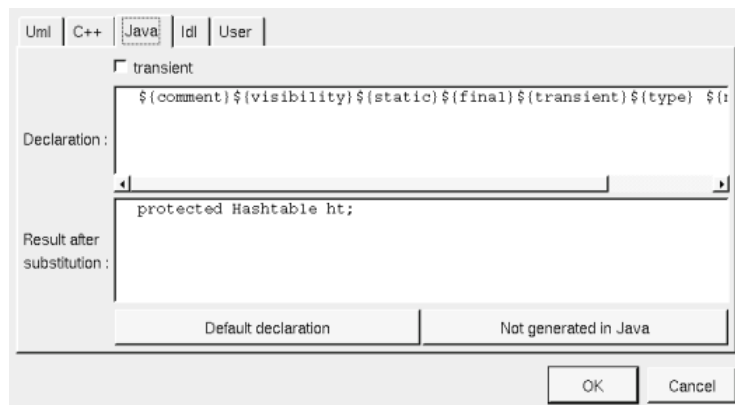 Uml C++ Java Idl User
transient
Declaration :
${comment}${visibility}${static}${final}${transient}${type} ${
Result after
substitution :
protected Hashtable ht;
Default declaration Not generated in Java
OK Cancel